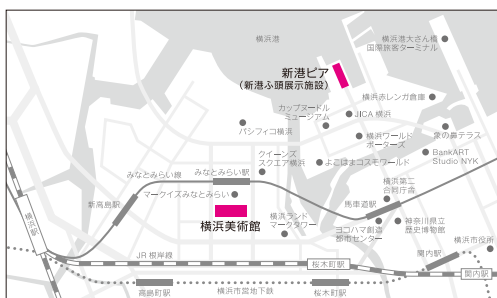 横浜港
横浜港大さん橋
国際旅客ターミナル
新港ピア
(新港ふ頭展示施設)
横浜赤レンガ倉庫
カップヌードル
ミュージアム
JICA 横浜
パシフィコ横浜
横浜ワールド
ポーターズ
象の鼻テラス
BankART
Studio NYK
クイーンズ
スクエア横浜
よこはまコスモワールド
みなとみらい線
みなとみらい駅
マークイズみなとみらい
横浜第二
合同庁舎
新高島駅
馬車道駅
横浜美術館
横浜ランド
マークタワー
ヨコハマ創造
都市センター
神奈川県立
歴史博物館
横浜駅
JR 根岸線
桜木町駅
関内駅
横浜市役所
関内駅
高島町駅
横浜市営地下鉄
桜木町駅